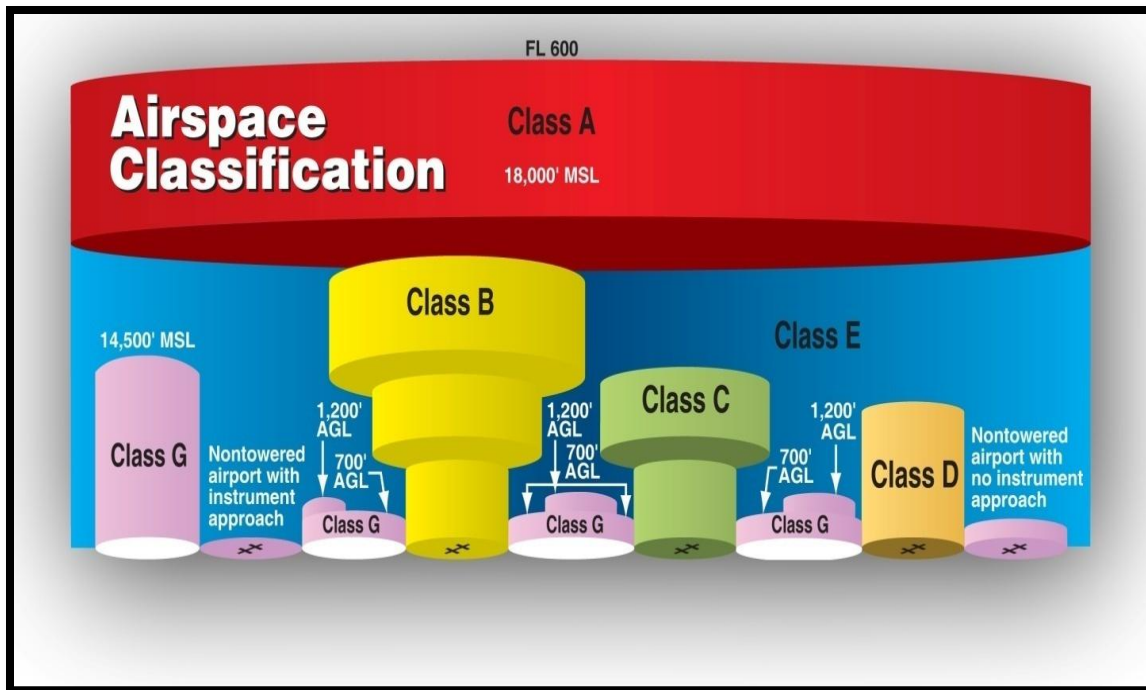 FL 600
Airspace
Classification
Class A
18,000' MSL
Class B
Class E
14,500' MSL
Class G
Nontowered
airport with
instrument
approach
1,200'
AGL
700'
AGL
Class G
1,200'
AGL
700'
AGL
Class G
Class C
700'
AGL
1,200'
AGL
Class G
Class D
Nontowered
airport with
no instrument
approach